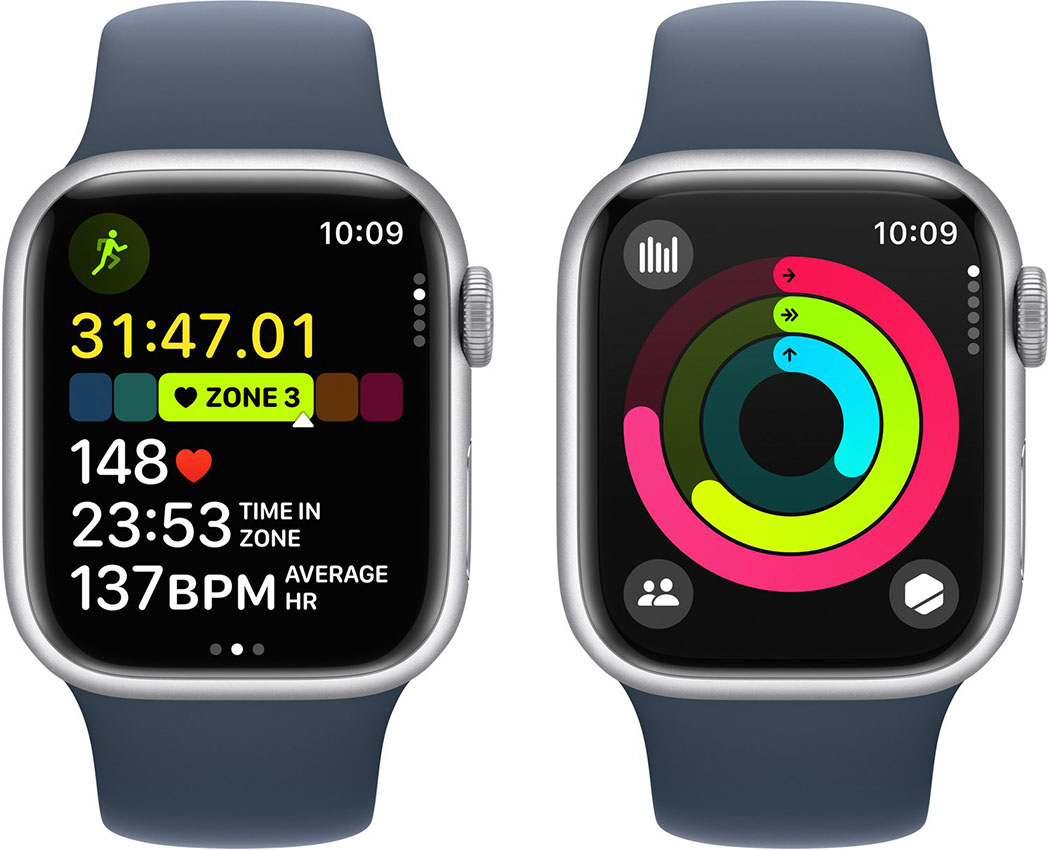 10:09
31:47.01
ZONE 3
148
23:53 TIME IN
ZONE
137BPM AVERAGE
HR
10:09